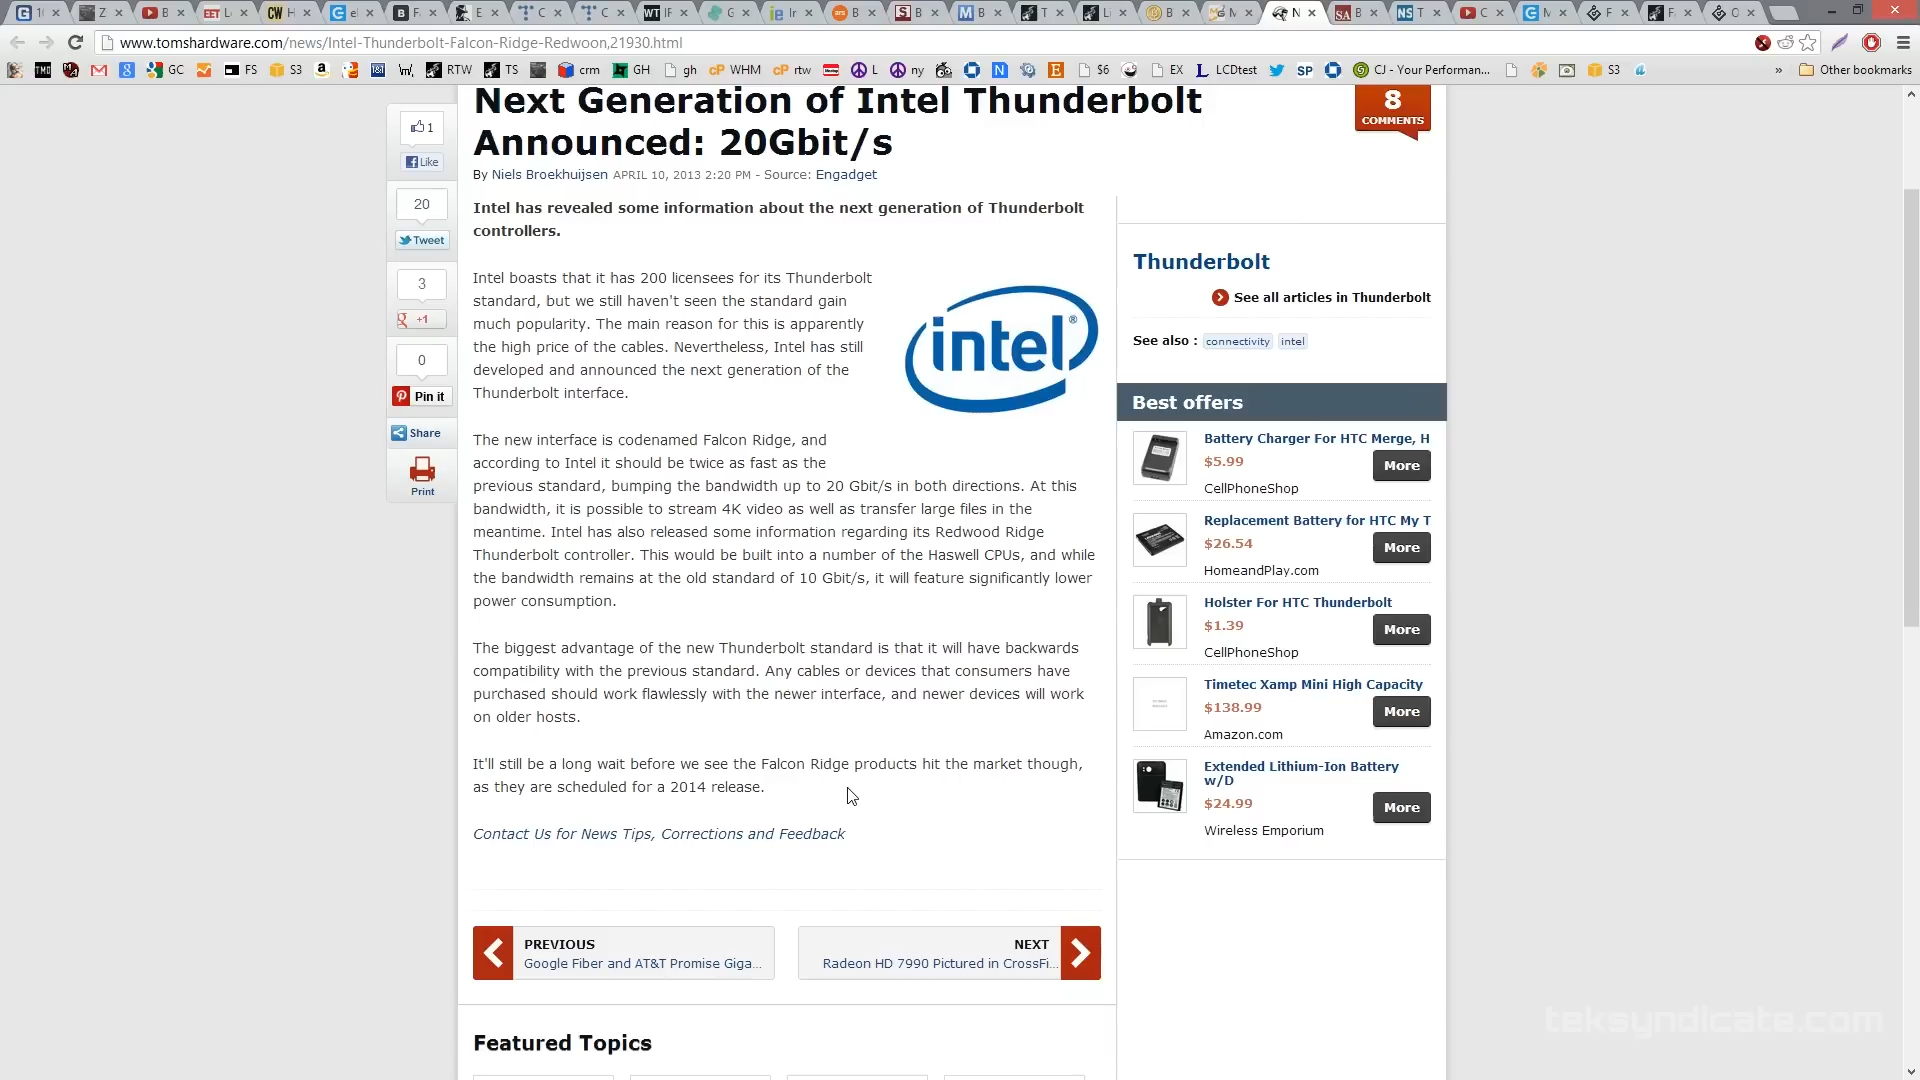 www.tomshardware.com/news/Intel-Thunderbolt-Falcon-Ridge-Redwoon,21930.html
GC
FS
S3
RTW
TS
crm
GH
gh
WHM
rtw
L
ny
$6
EX
LCDtest
CJ - Your Performan...
S3
»
Other bookmarks
Next Generation of Intel Thunderbolt
Announced: 20Gbit/s
8
COMMENTS
By Niels Broekhuijsen APRIL 10, 2013 2:20 PM - Source: Engadget
1
Like
20
Tweet
3
+1
0
Pin it
Share
Print
Intel has revealed some information about the next generation of Thunderbolt
controllers.
Intel boasts that it has 200 licensees for its Thunderbolt
standard, but we still haven't seen the standard gain
much popularity. The main reason for this is apparently
the high price of the cables. Nevertheless, Intel has still
developed and announced the next generation of the
Thunderbolt interface.
intel®
The new interface is codenamed Falcon Ridge, and
according to Intel it should be twice as fast as the
previous standard, bumping the bandwidth up to 20 Gbit/s in both directions. At this
bandwidth, it is possible to stream 4K video as well as transfer large files in the
meantime. Intel has also released some information regarding its Redwood Ridge
Thunderbolt controller. This would be built into a number of the Haswell CPUs, and while
the bandwidth remains at the old standard of 10 Gbit/s, it will feature significantly lower
power consumption.
The biggest advantage of the new Thunderbolt standard is that it will have backwards
compatibility with the previous standard. Any cables or devices that consumers have
purchased should work flawlessly with the newer interface, and newer devices will work
on older hosts.
It'll still be a long wait before we see the Falcon Ridge products hit the market though,
as they are scheduled for a 2014 release.
Contact Us for News Tips, Corrections and Feedback
PREVIOUS
Google Fiber and AT&T Promise Giga...
NEXT
Radeon HD 7990 Pictured in CrossFi...
Featured Topics
Thunderbolt
See all articles in Thunderbolt
See also : connectivity intel
Best offers
Battery Charger For HTC Merge, H
$5.99
More
CellPhoneShop
Replacement Battery for HTC My T
$26.54
More
HomeandPlay.com
Holster For HTC Thunderbolt
$1.39
More
CellPhoneShop
Timetec Xamp Mini High Capacity
$138.99
More
Amazon.com
Extended Lithium-Ion Battery
w/D
$24.99
More
Wireless Emporium
teksyndicate.com